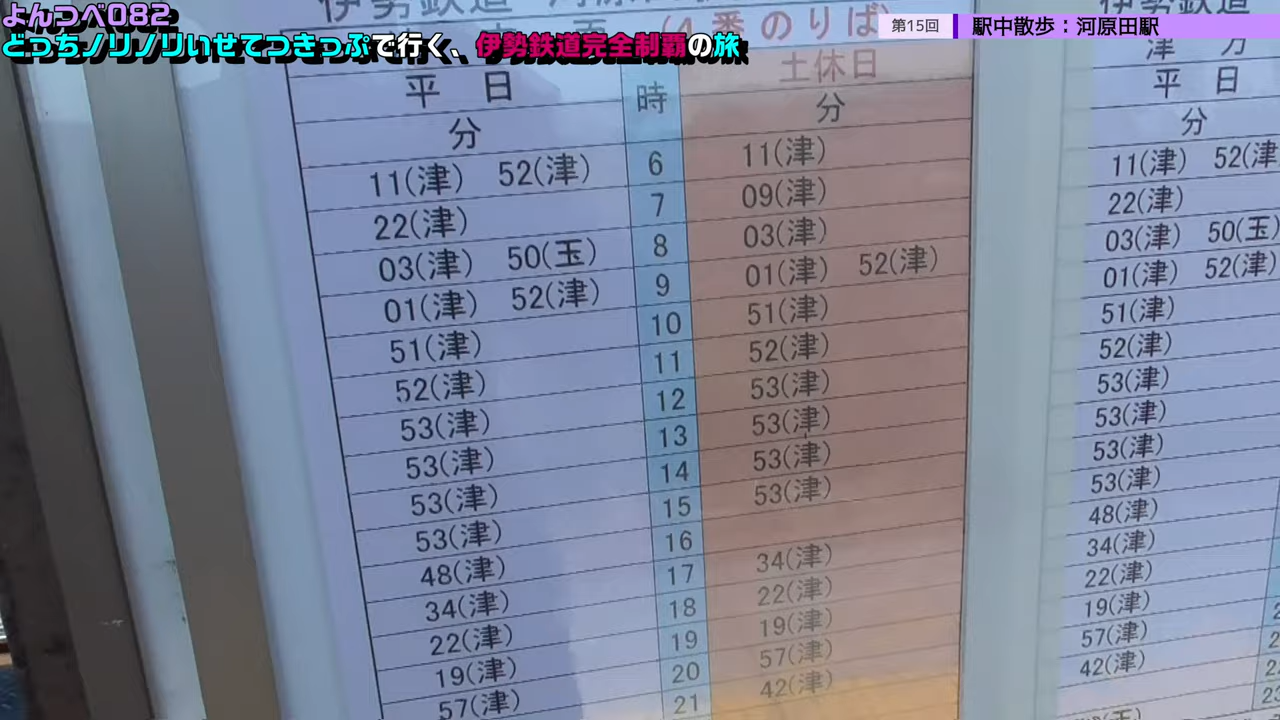 よんつべ082
どっちノリノリいせてつきっぷで行く、伊勢鉄道完全制覇の旅
第15回 駅中散歩：河原田駅
伊勢鉄道
(4番のりば)
平日 時 土休日
分 分
11(津) 52(津) 6 11(津)
22(津) 7 09(津)
03(津) 50(玉) 8 03(津)
01(津) 52(津) 9 01(津) 52(津)
51(津) 10 51(津)
52(津) 11 52(津)
53(津) 12 53(津)
53(津) 13 53(津)
53(津) 14 53(津)
53(津) 15 53(津)
48(津) 16
34(津) 17 34(津)
22(津) 18 22(津)
19(津) 19 19(津)
57(津) 20 57(津)
21 42(津)
津 方
平日
分
11(津) 52(津
22(津)
03(津) 50(玉)
01(津) 52(津)
51(津)
52(津)
53(津)
53(津)
53(津)
53(津)
48(津)
34(津)
22(津)
19(津)
57(津)
42(津)